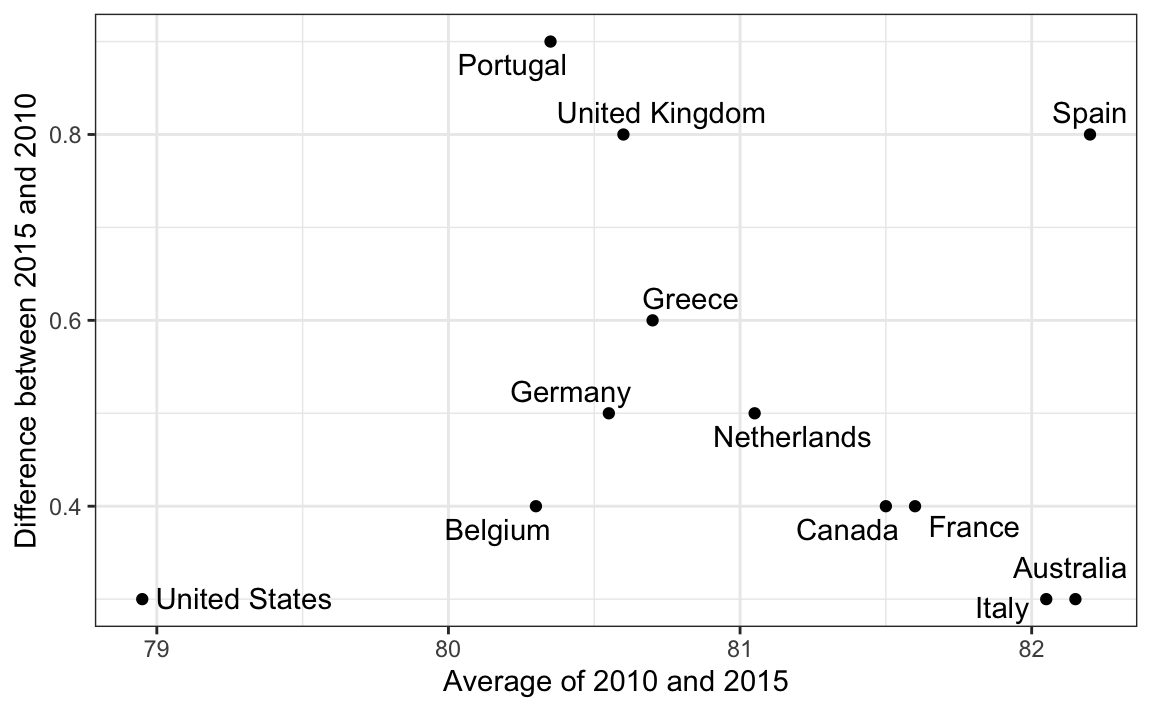 Portugal
United Kingdom
Spain
0.8
Greece
0.6
Germany
Netherlands
0.4
Belgium
Canada
France
Australia
United States
Italy
79
80
81
82
Average of 2010 and 2015
Difference between 2015 and 2010